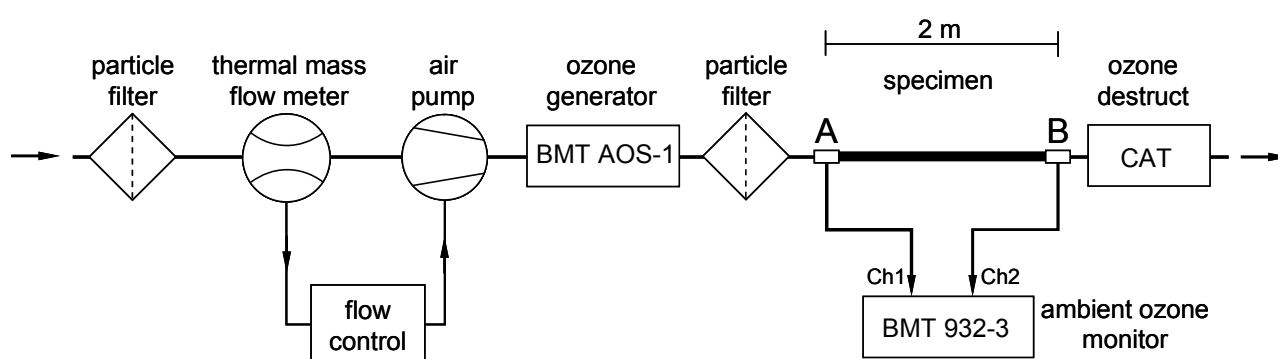 2 m
particle
filter
thermal mass
flow meter
air
pump
ozone
generator
particle
filter
specimen
ozone
destruct
A
B
BMT AOS-1
CAT
Ch1
Ch2
flow
control
BMT 932-3
ambient ozone
monitor